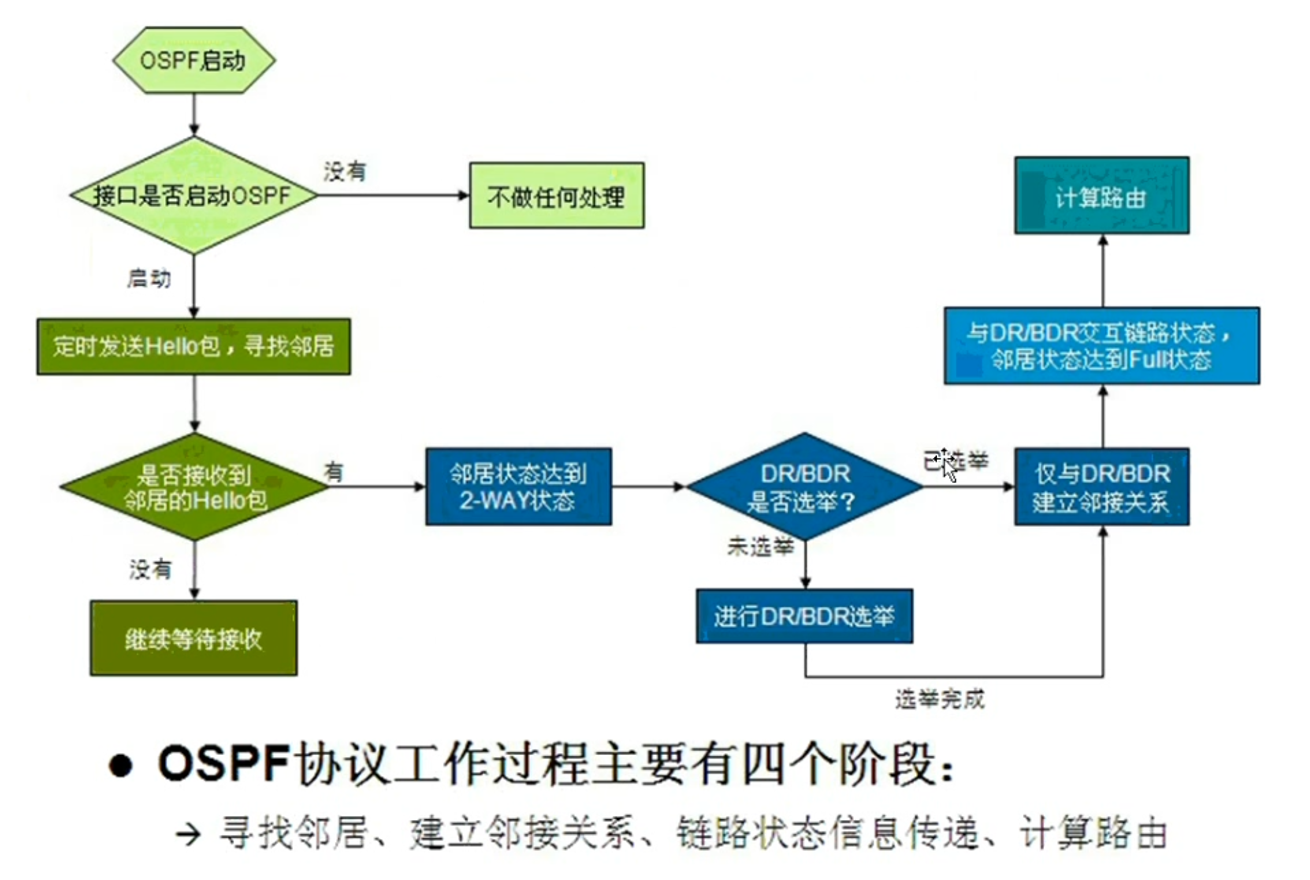 OSPF启动
接口是否启动OSPF
没有
不做任何处理
启动
定时发送Hello包，寻找邻居
是否接收到
邻居的Hello包
有
没有
继续等待接收
邻居状态达到
2-WAY状态
DR/BDR
是否选举？
已选举
未选举
进行DR/BDR选举
选举完成
仅与DR/BDR
建立邻接关系
与DR/BDR交互链路状态，
邻居状态达到Full状态
计算路由
● OSPF协议工作过程主要有四个阶段：
→ 寻找邻居、建立邻接关系、链路状态信息传递、计算路由